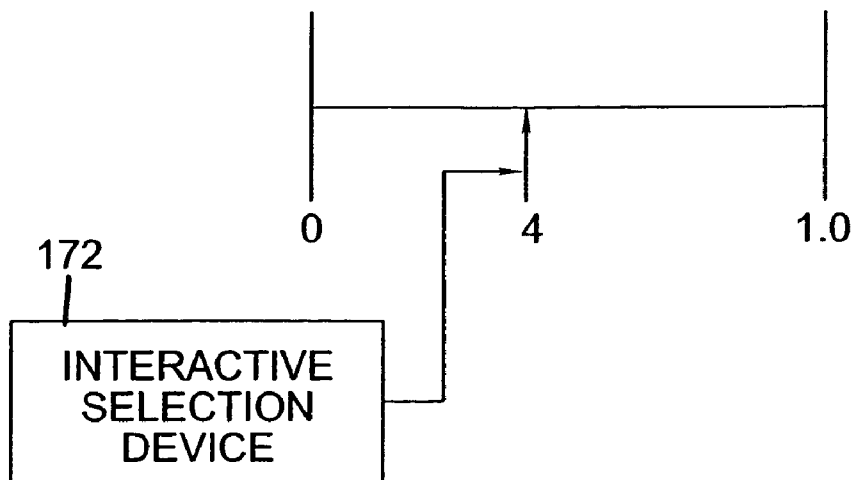 0 4 1.0
172
INTERACTIVE
SELECTION
DEVICE